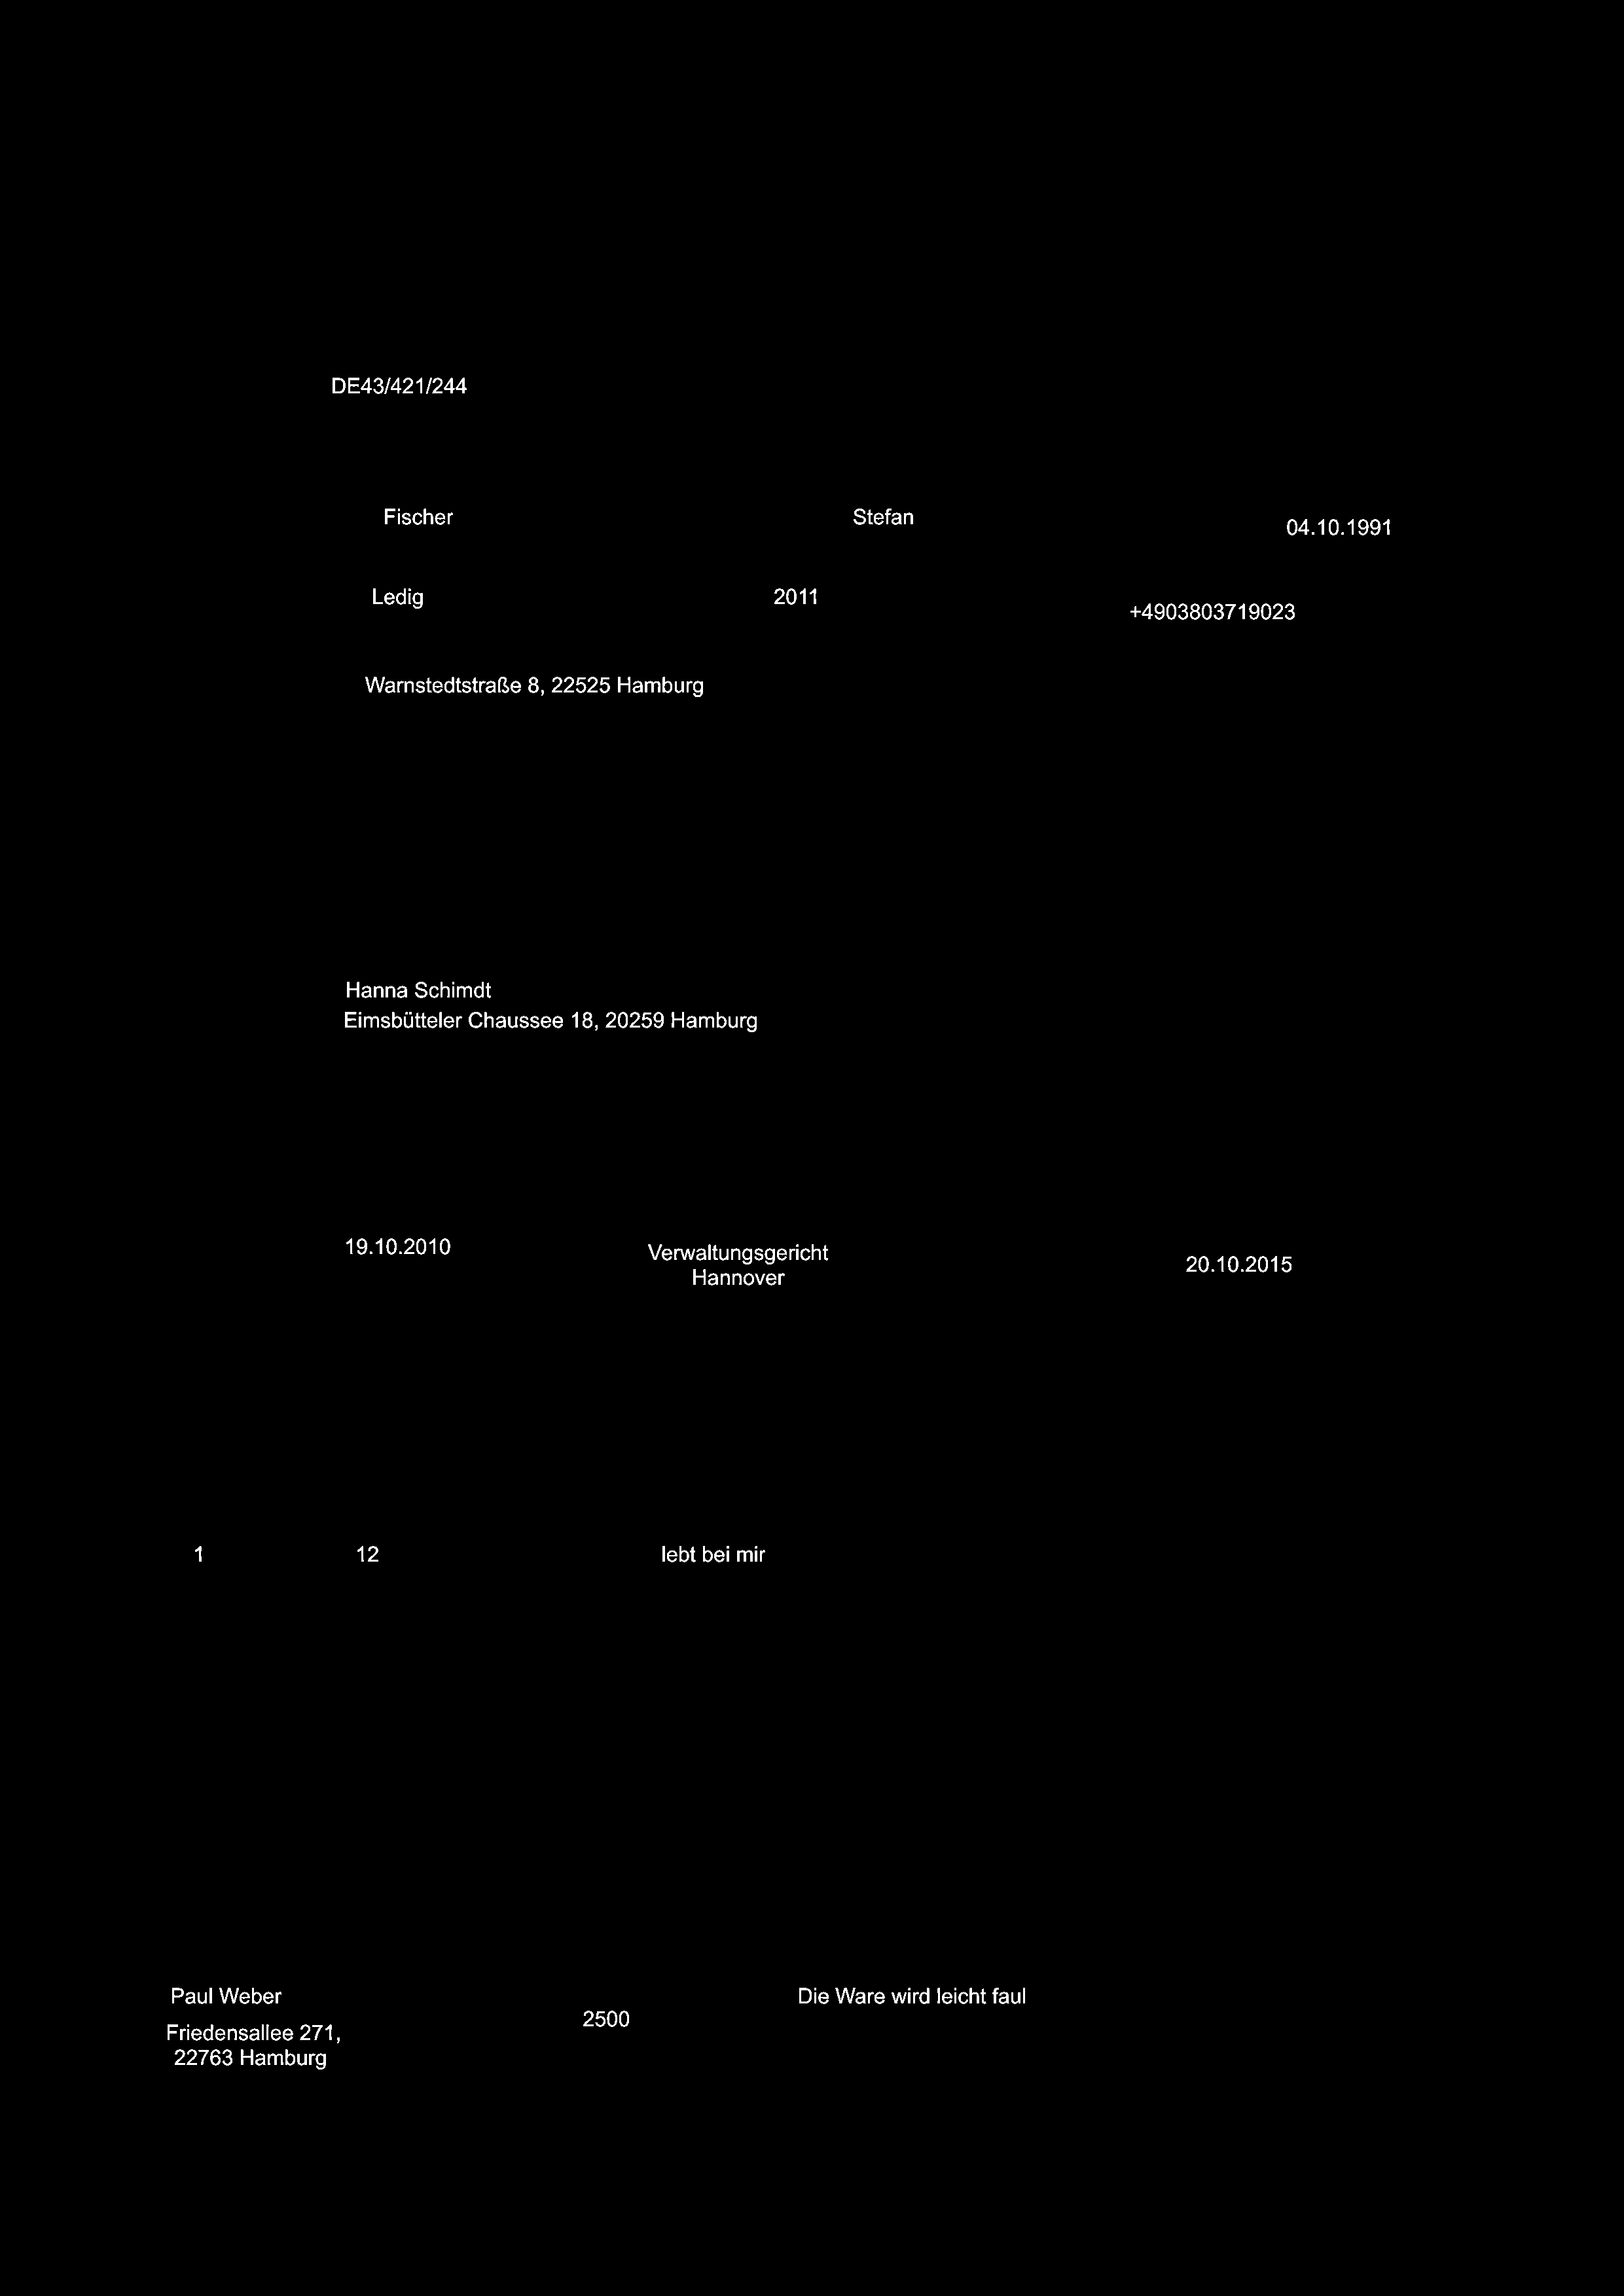 DE43/421/244
Fischer Stefan 04.10.1991
Ledig 2011 +4903803719023
Warnstedtstraße 8, 22525 Hamburg
Hanna Schimdt
Eimsbütteler Chaussee 18, 20259 Hamburg
19.10.2010 Verwaltungsgericht
Hannover 20.10.2015
1 12 lebt bei mir
Paul Weber Die Ware wird leicht faul
2500
Friedensallee 271,
22763 Hamburg